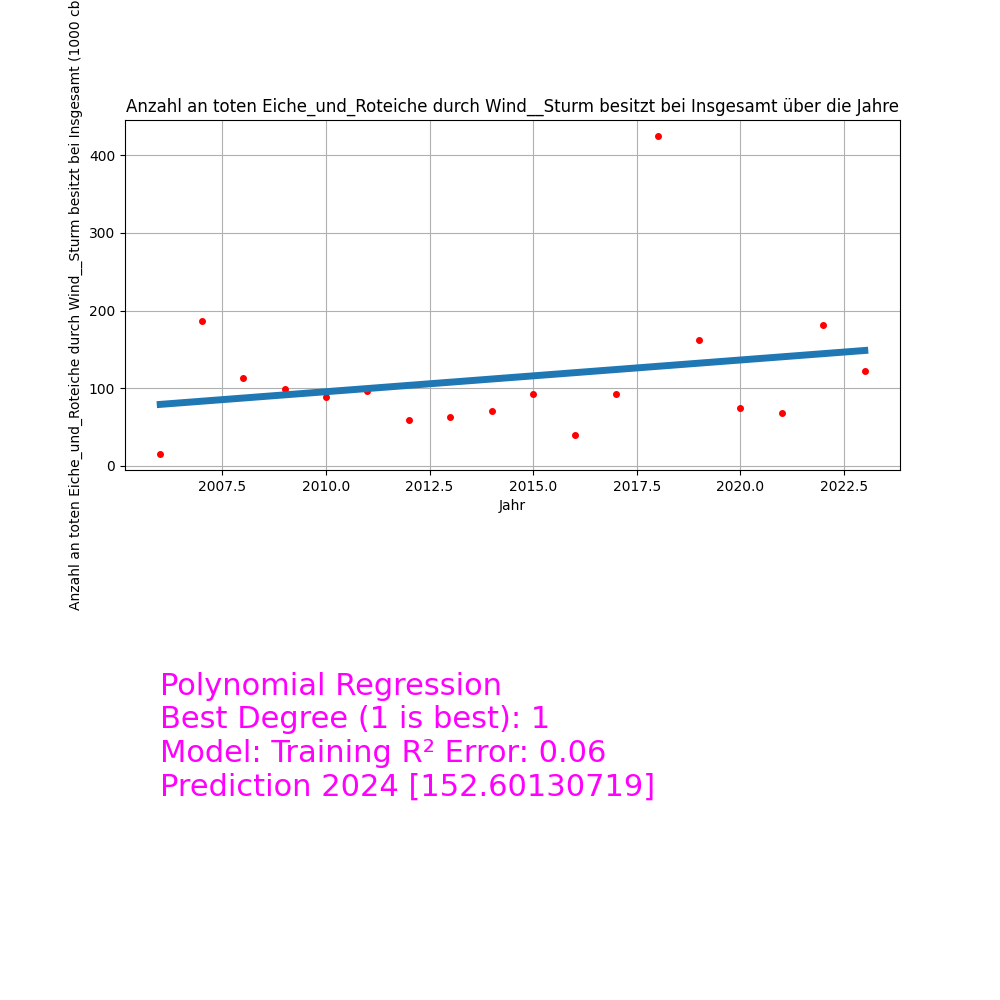 Anzahl an toten Eiche_und_Roteiche durch Wind__Sturm besitzt bei Insgesamt über die Jahre
Anzahl an toten Eiche_und_Roteiche durch Wind__Sturm besitzt bei Insgesamt (1000 cb
400
300
200
100
0
2007.5 2010.0 2012.5 2015.0 2017.5 2020.0 2022.5
Jahr
Polynomial Regression
Best Degree (1 is best): 1
Model: Training R² Error: 0.06
Prediction 2024 [152.60130719]